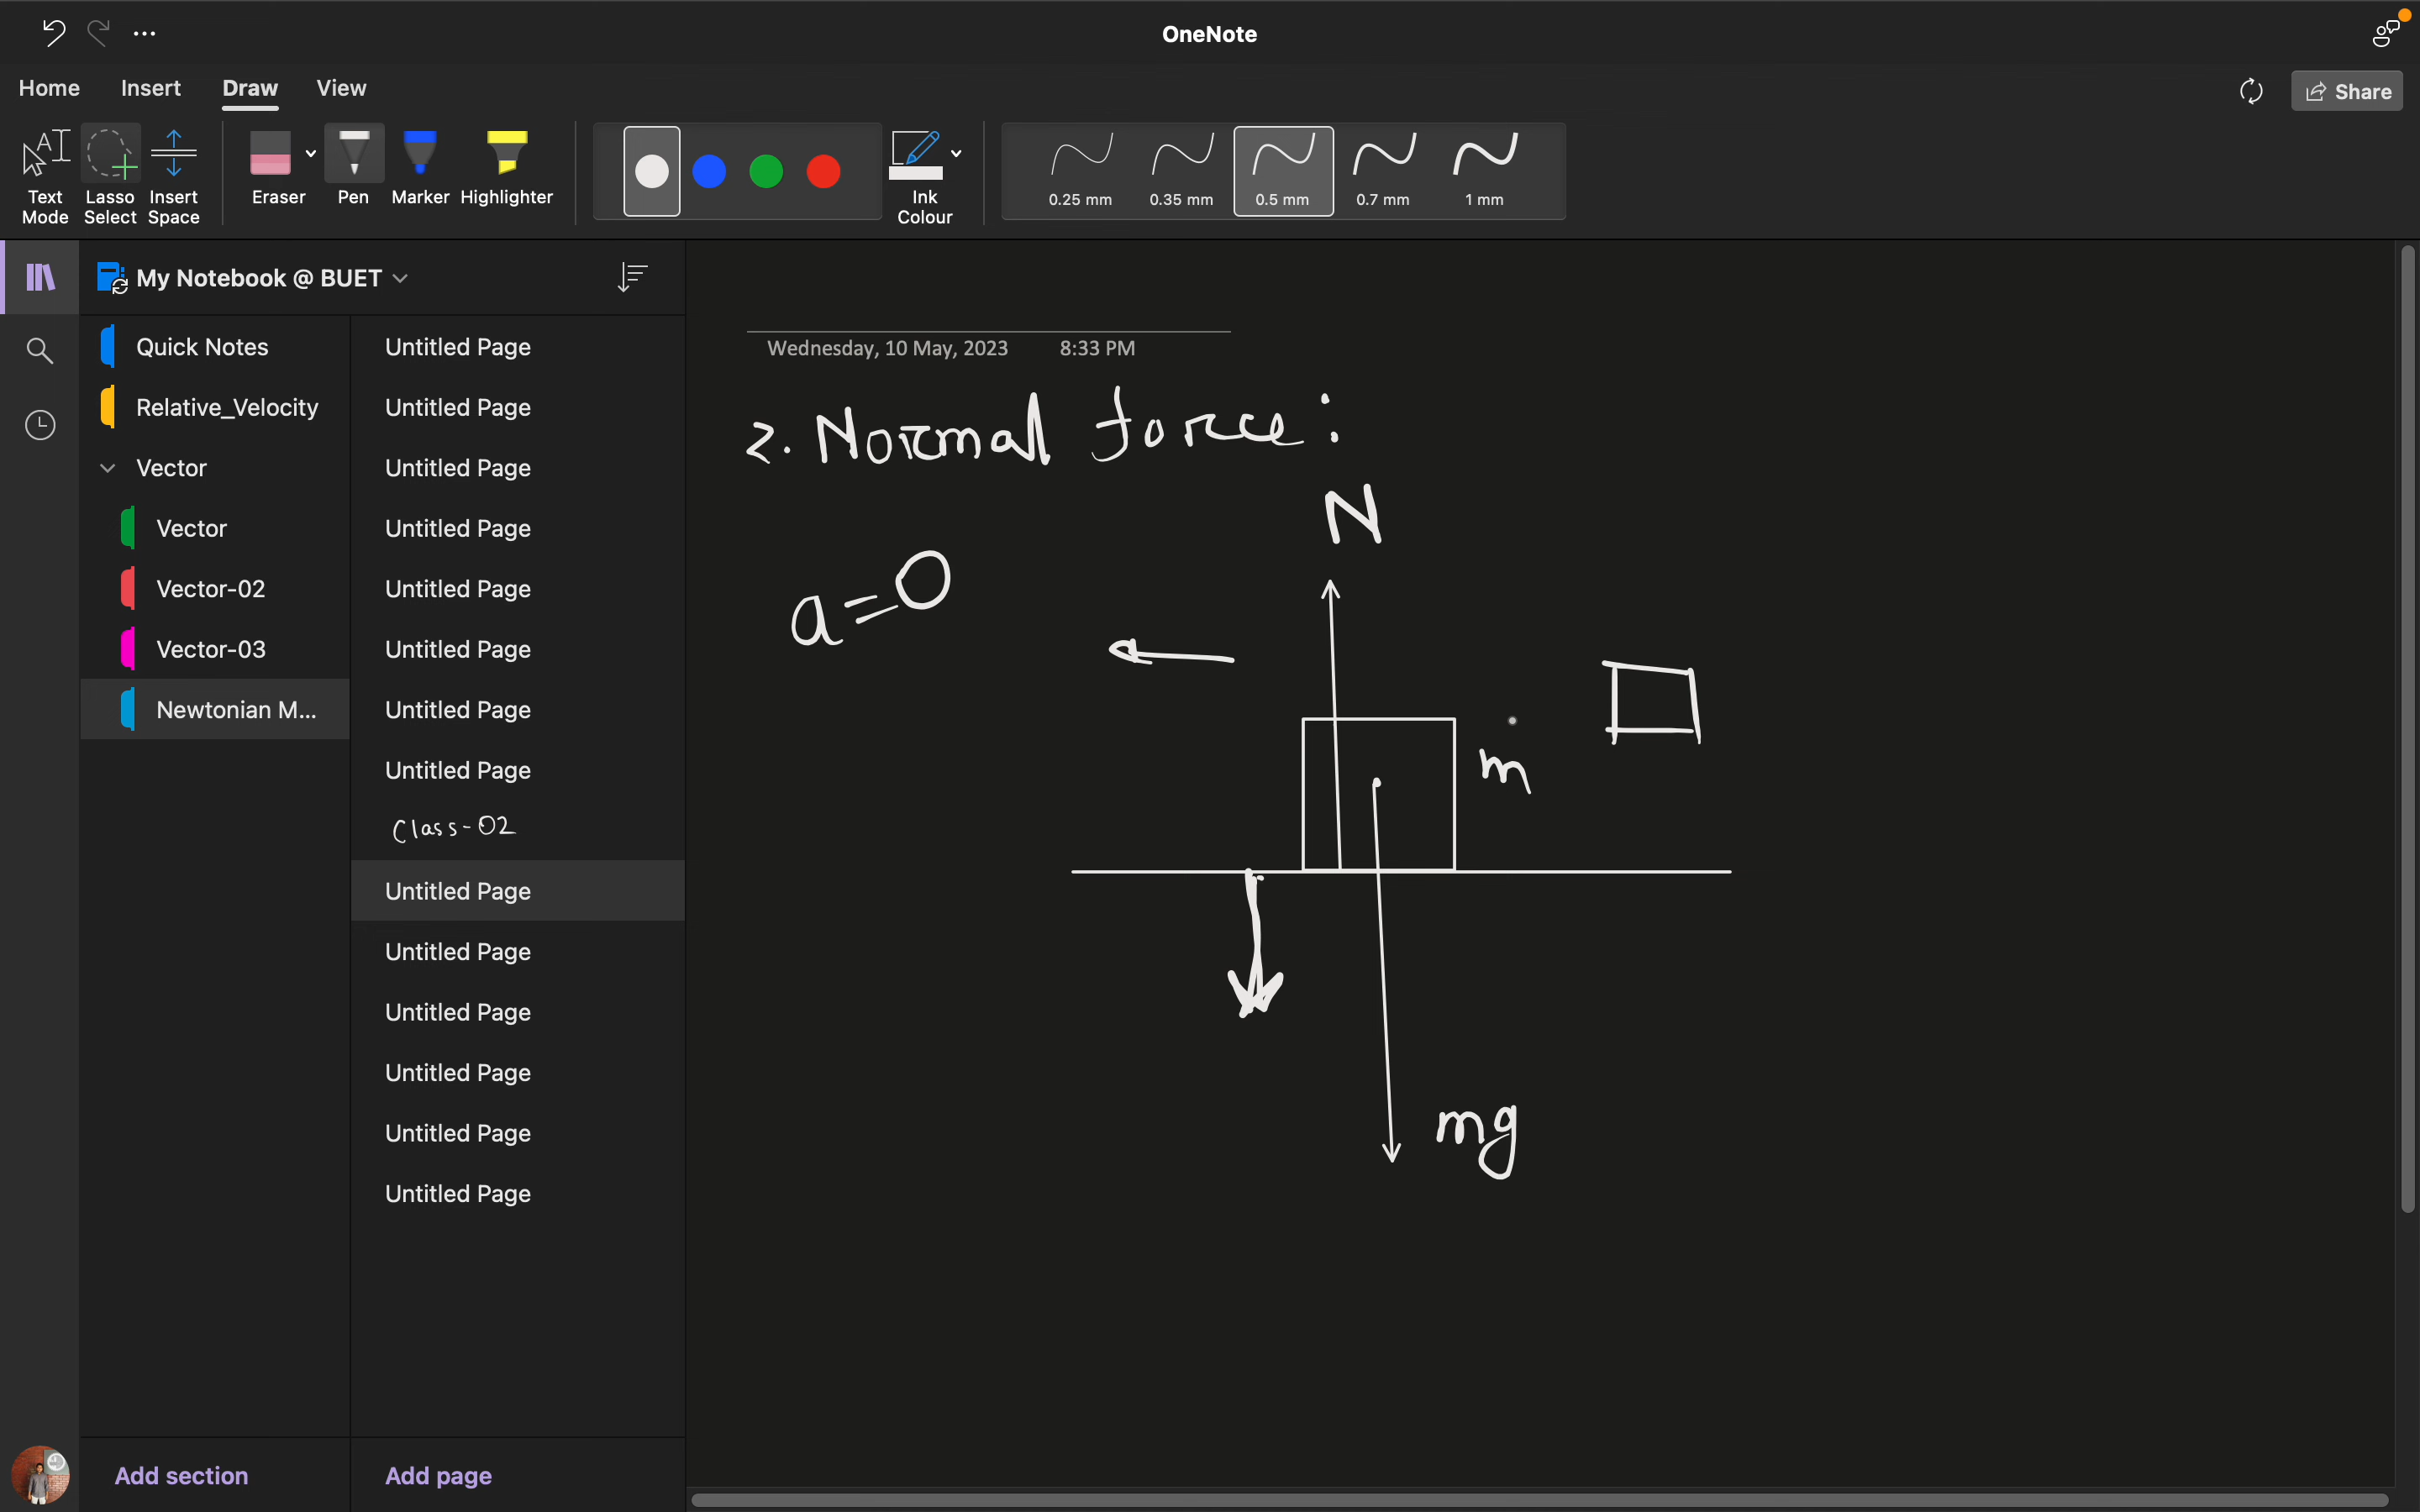 OneNote
Home Insert Draw View
Share
Text Mode
Lasso Select
Insert Space
Eraser
Pen
Marker
Highlighter
Ink Colour
0.25 mm
0.35 mm
0.5 mm
0.7 mm
1 mm
My Notebook @ BUET
Quick Notes
Relative_Velocity
Vector
Vector
Vector-02
Vector-03
Newtonian M...
Add section
Untitled Page
Untitled Page
Untitled Page
Untitled Page
Untitled Page
Untitled Page
Untitled Page
Untitled Page
Class-02
Untitled Page
Untitled Page
Untitled Page
Untitled Page
Untitled Page
Untitled Page
Add page
Wednesday, 10 May, 2023 8:33 PM
2. Normal force:
N
a=0
m
mg